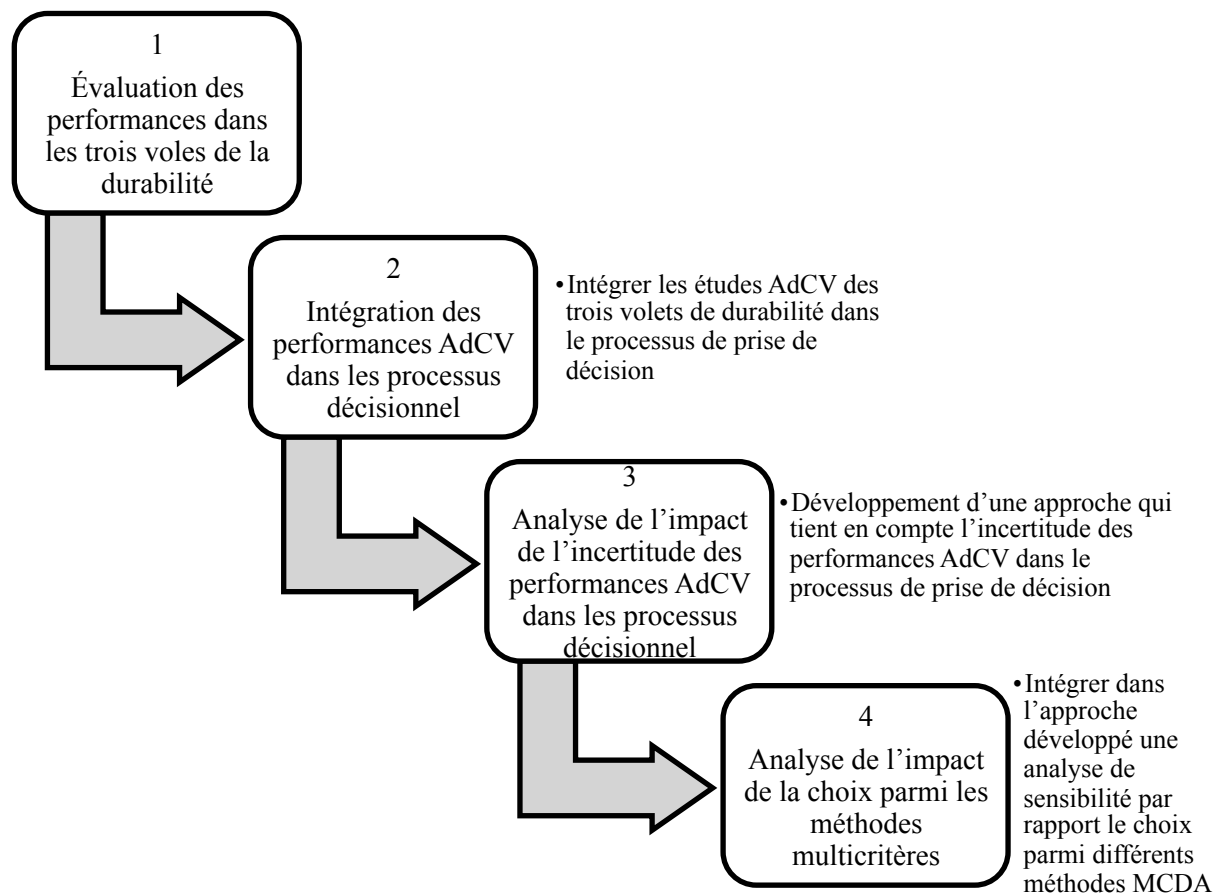 1
Évaluation des
performances dans
les trois voles de la
durabilité
2
Intégration des
performances AdCV
dans les processus
décisionnel
•Intégrer les études AdCV des
trois volets de durabilité dans
le processus de prise de
décision
3
Analyse de l’impact
de l’incertitude des
performances AdCV
dans les processus
décisionnel
•Développement d’une approche qui
tient en compte l’incertitude des
performances AdCV dans le
processus de prise de décision
4
Analyse de l’impact
de la choix parmi les
méthodes
multicritères
•Intégrer dans
l’approche
développé une
analyse de
sensibilité par
rapport le choix
parmi différents
méthodes MCDA